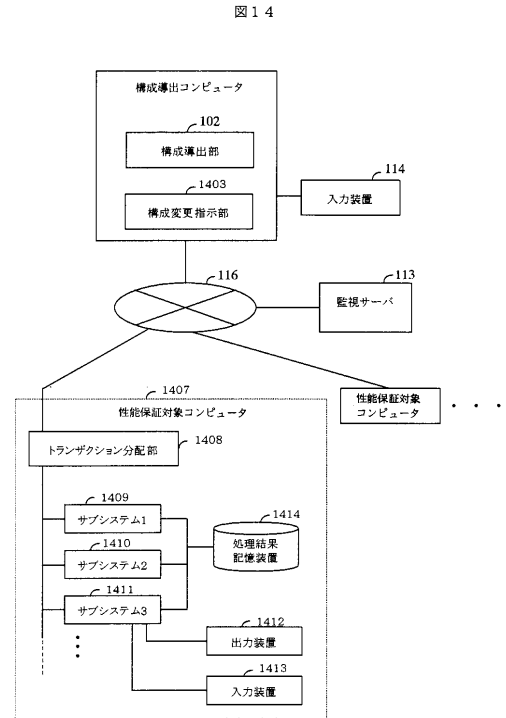 図14
構成導出コンピュータ
102
構成導出部
1403
構成変更指示部
114
入力装置
116
113
監視サーバ
1407
性能保証対象コンピュータ
性能保証対象
コンピュータ
・・・
トランザクション分配部
1408
1409
サブシステム1
1410
サブシステム2
1411
サブシステム3
1414
処理結果
記憶装置
1412
出力装置
1413
入力装置